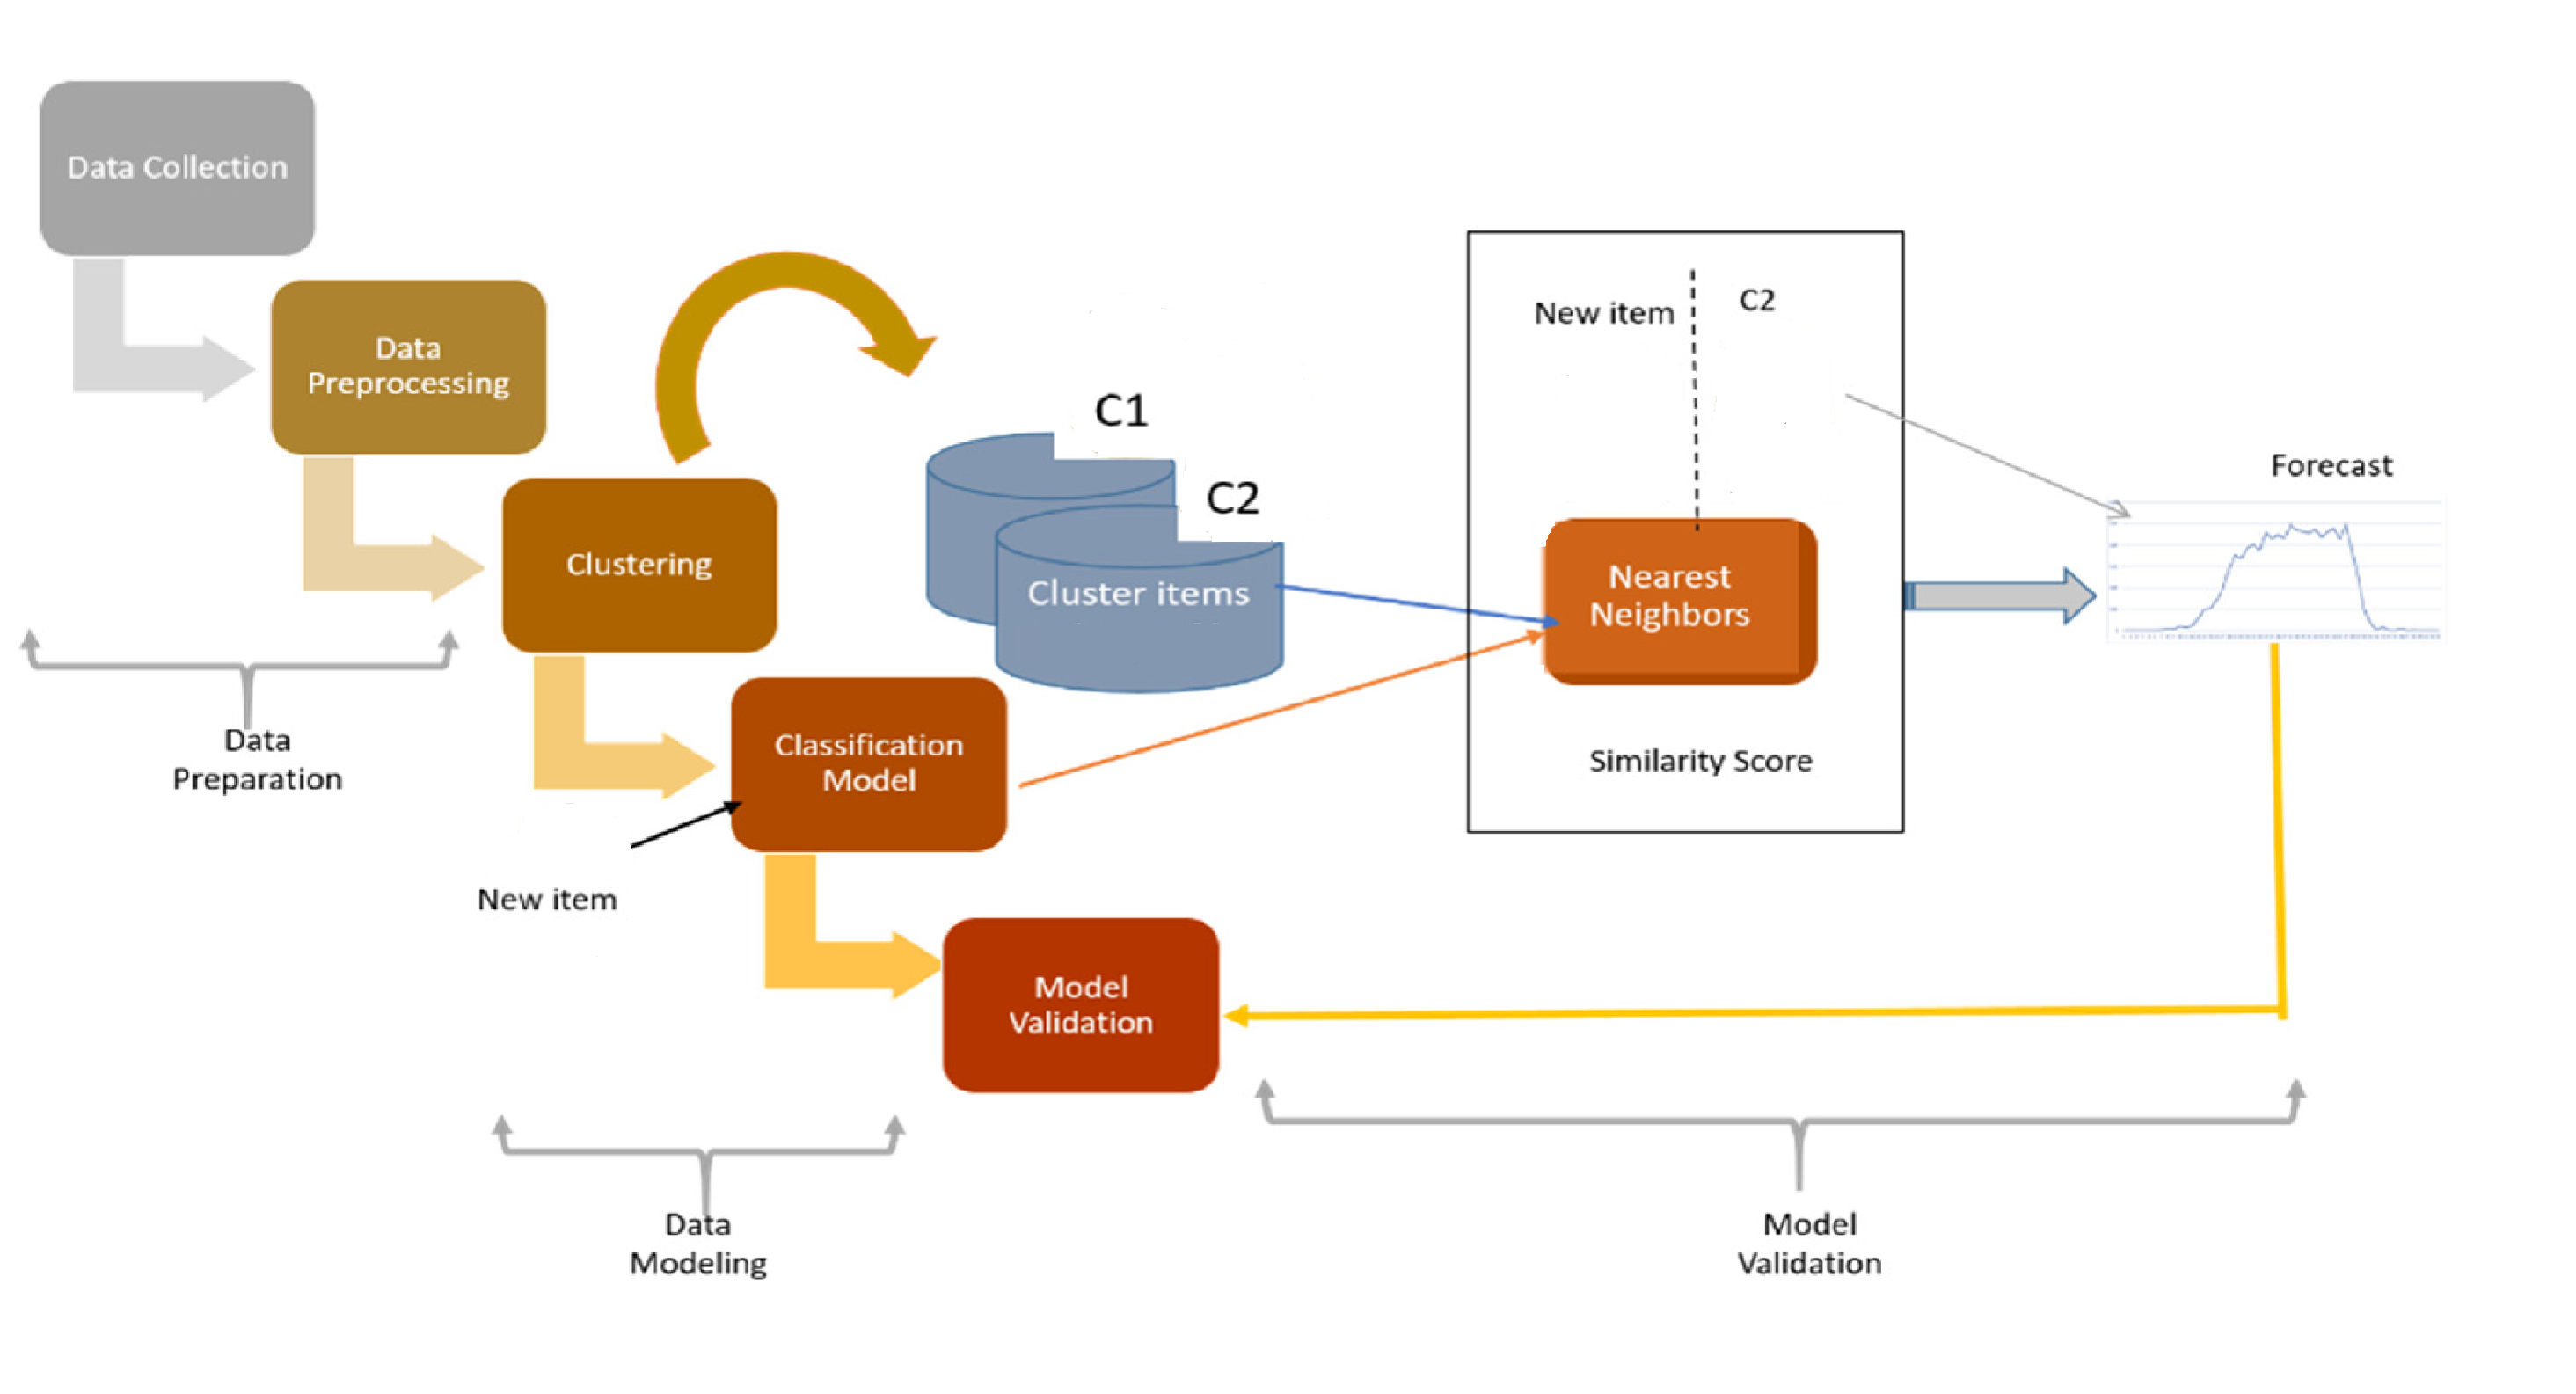 Data Collection
Data
Preprocessing
Clustering
C1
C2
Cluster items
New item
C2
Nearest
Neighbors
Similarity Score
Forecast
Data
Preparation
Classification
Model
New item
Model
Validation
Data
Modeling
Model
Validation